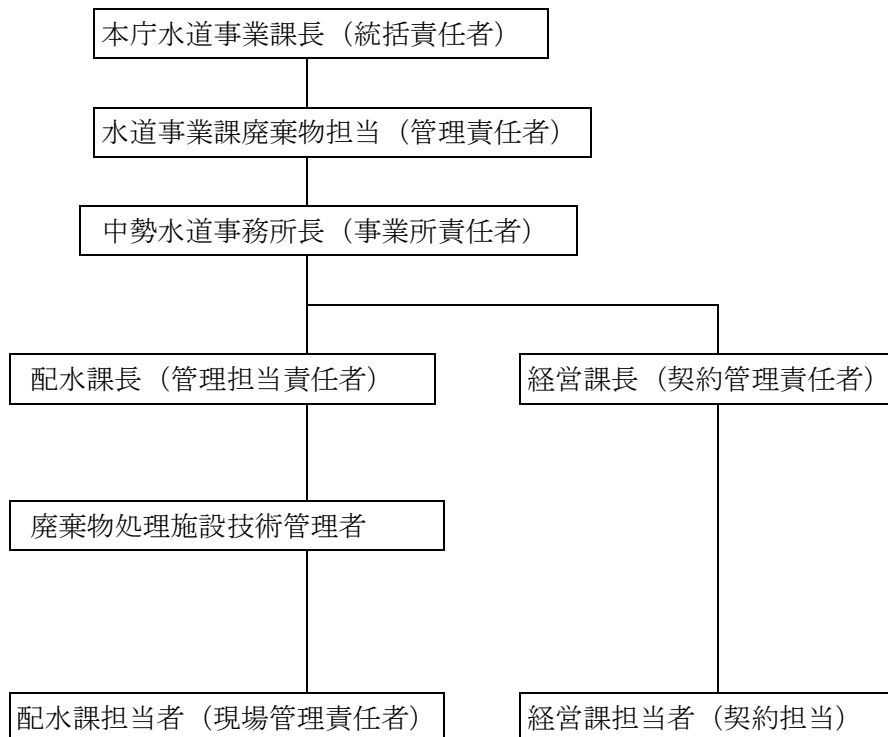 本庁水道事業課長（統括責任者）
水道事業課廃棄物担当（管理責任者）
中勢水道事務所長（事業所責任者）
配水課長（管理担当責任者）
経営課長（契約管理責任者）
廃棄物処理施設技術管理者
配水課担当者（現場管理責任者）
経営課担当者（契約担当）